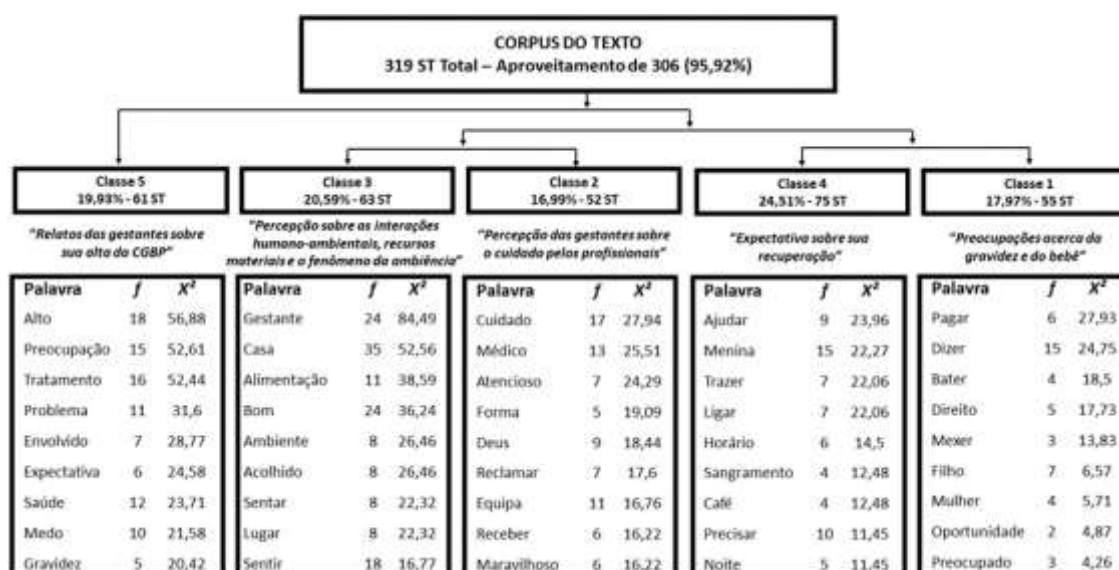 CORPUS DO TEXTO
319 ST Total – Aproveitamento de 306 (95,92%)
Classe 5
19,93% - 61 ST
"Relatos das gestantes sobre
sua alta da CGBP"
Palavra f X²
Alto 18 56,88
Preocupação 15 52,61
Tratamento 16 52,44
Problema 11 31,6
Envolvido 7 28,77
Expectativa 6 24,58
Saúde 12 23,71
Medo 10 21,58
Gravidez 5 20,42
Classe 3
20,59% - 63 ST
"Percepção sobre as interações
humano-ambientais, recursos
materiais e o fenômeno da ambiência"
Palavra f X²
Gestante 24 84,49
Casa 35 52,56
Alimentação 11 38,59
Bom 24 36,24
Ambiente 8 26,46
Acolhido 8 26,46
Sentar 8 22,32
Lugar 8 22,32
Sentir 18 16,77
Classe 2
16,99% - 52 ST
"Percepção das gestantes sobre
o cuidado pelos profissionais"
Palavra f X²
Cuidado 17 27,94
Médico 13 25,51
Atencioso 7 24,29
Forma 5 19,09
Deus 9 18,44
Reclamar 7 17,6
Equipa 11 16,76
Receber 6 16,22
Maravilhoso 6 16,22
Classe 4
24,51% - 75 ST
"Expectativa sobre sua
recuperação"
Palavra f X²
Ajudar 9 23,96
Menina 15 22,27
Trazer 7 22,06
Ligar 7 22,06
Horário 6 14,5
Sangramento 4 12,48
Café 4 12,48
Precisar 10 11,45
Noite 5 11,45
Classe 1
17,97% - 55 ST
"Preocupações acerca da
gravidez e do bebê"
Palavra f X²
Pagar 6 27,93
Dizer 15 24,75
Bater 4 18,5
Direito 5 17,73
Mexer 3 13,83
Filho 7 6,57
Mulher 4 5,71
Oportunidade 2 4,87
Preocupado 3 4,26